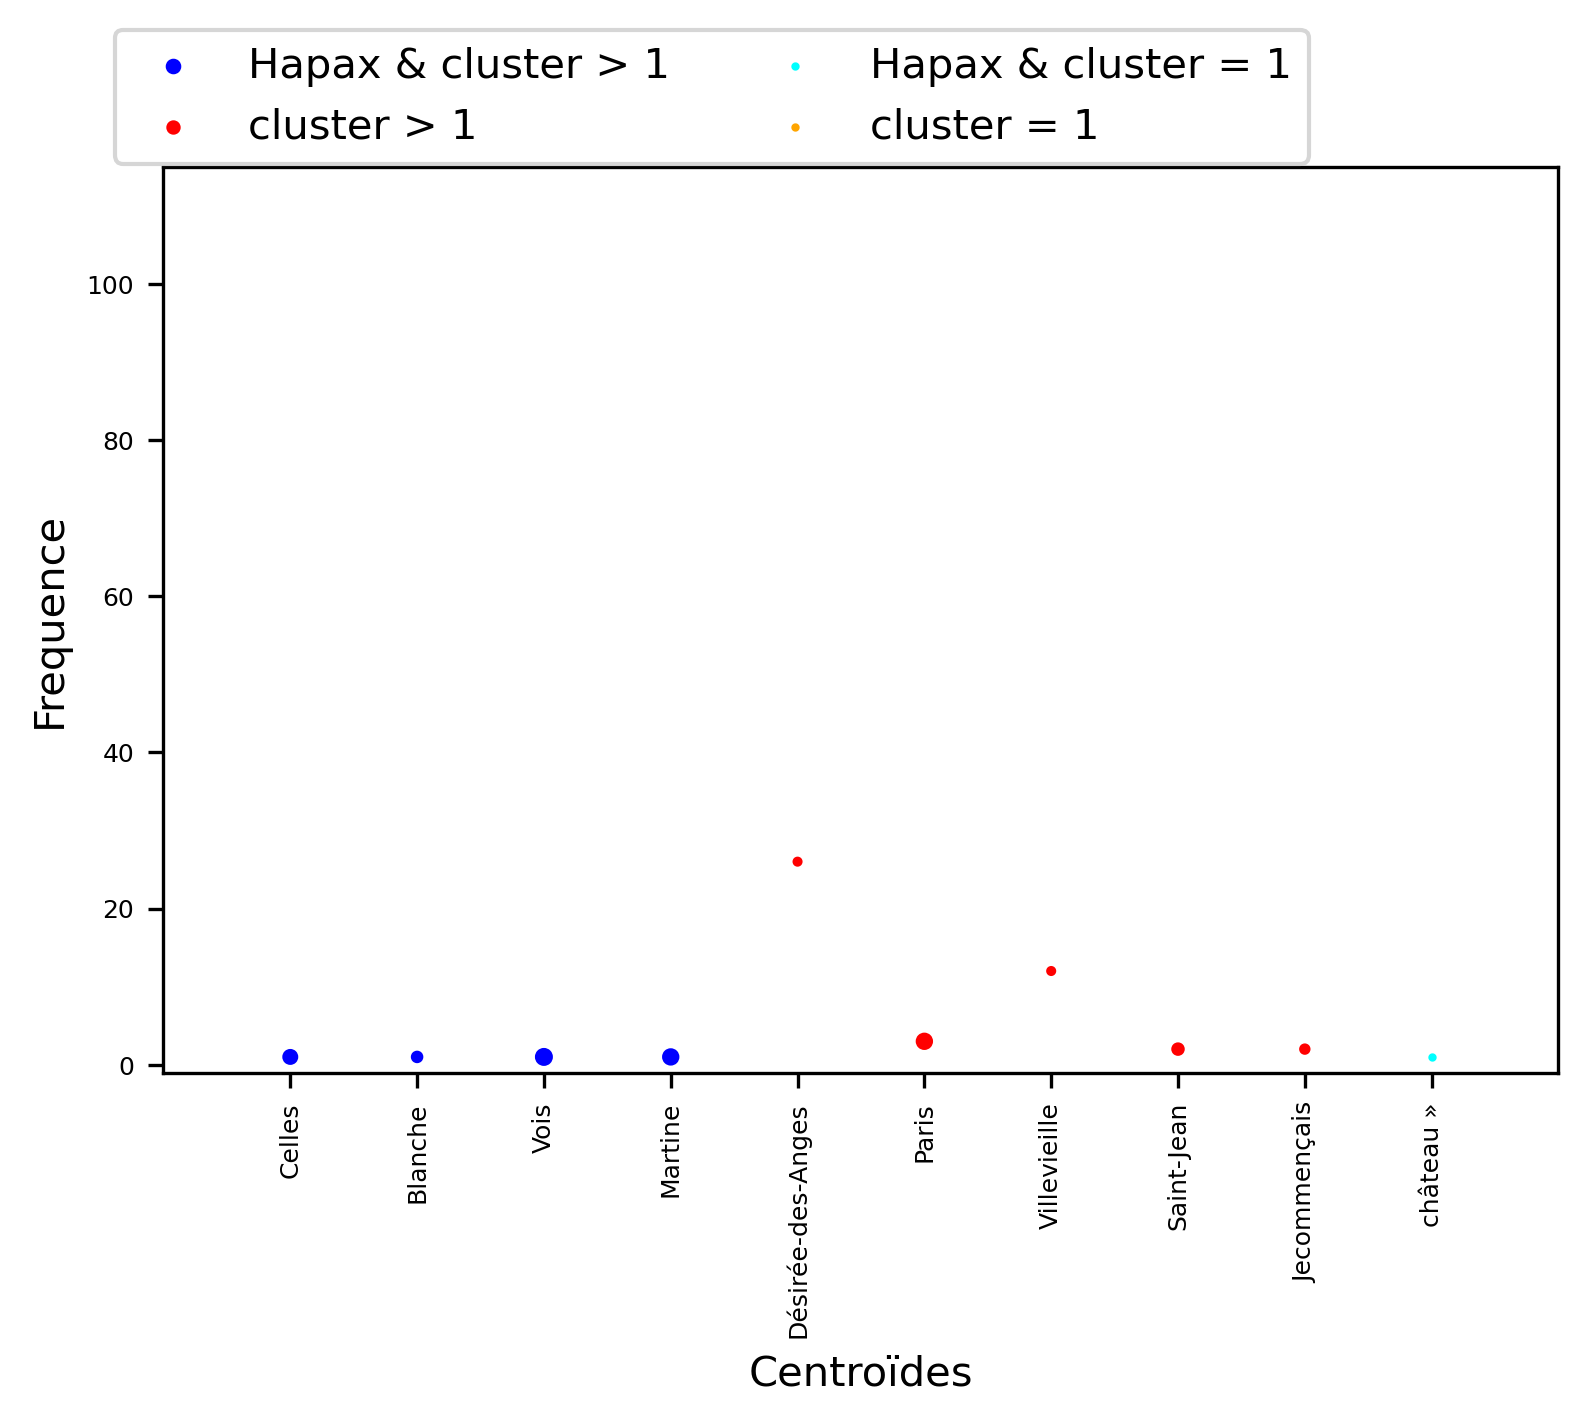 Hapax & cluster > 1
cluster > 1
Hapax & cluster = 1
cluster = 1
100
80
60
40
20
0
Frequence
Celles
Blanche
Vois
Martine
Désirée-des-Anges
Paris
Villevieille
Saint-Jean
Jecommençais
château »
Centroïdes